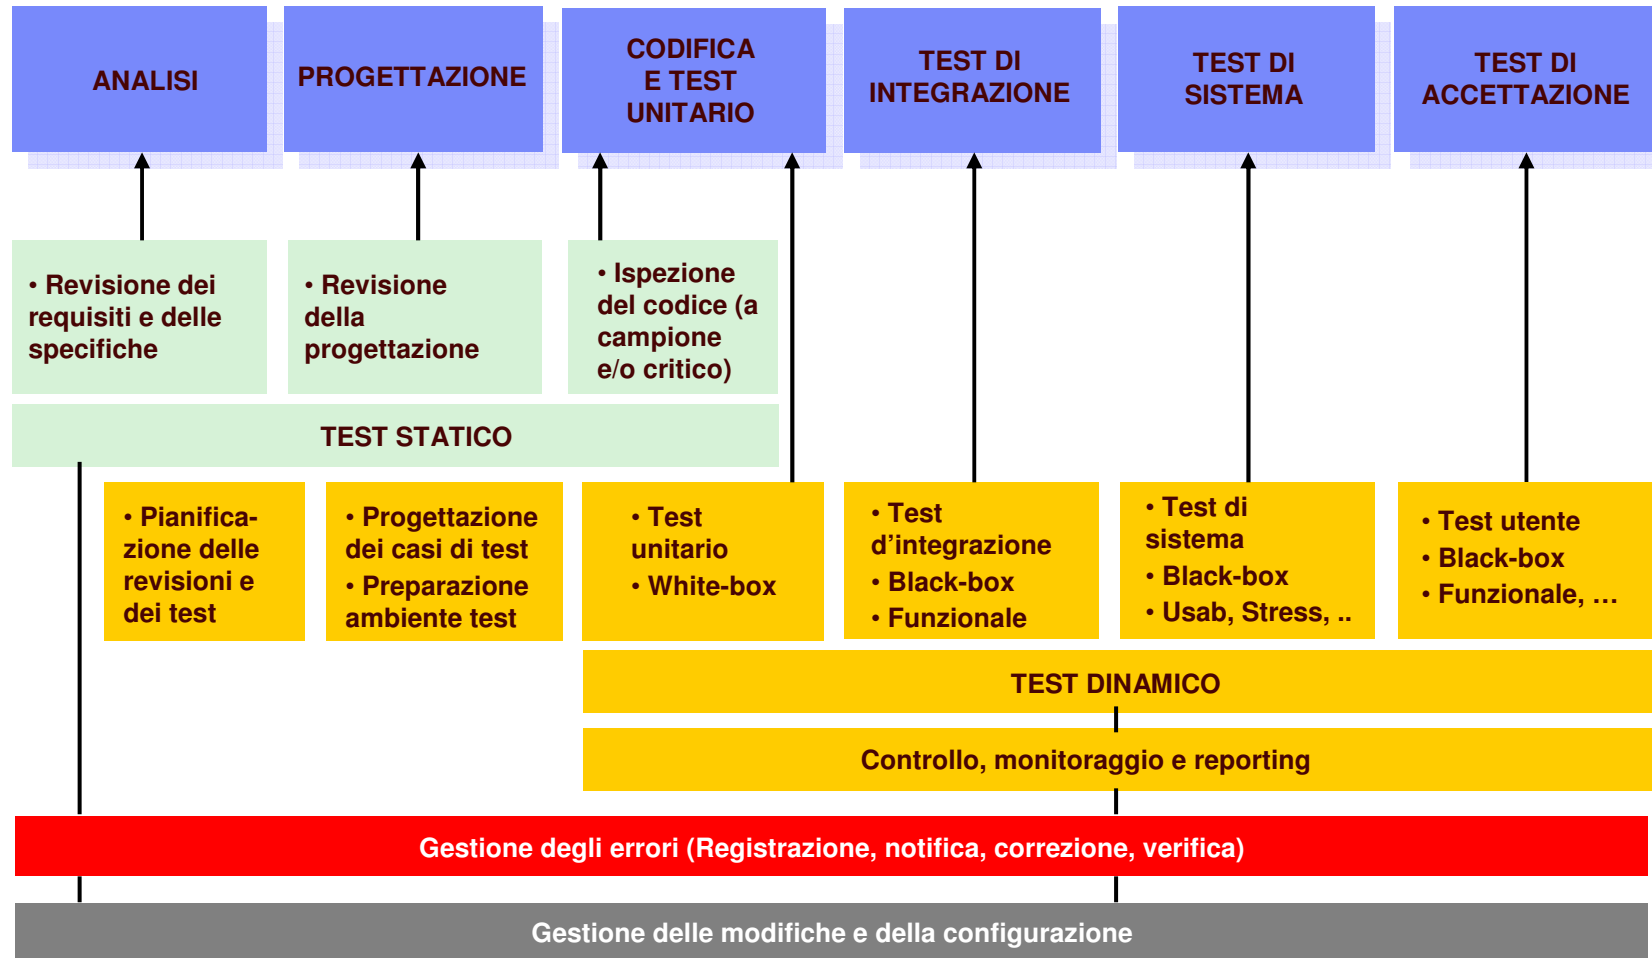 ANALISI
PROGETTAZIONE
CODIFICA
E TEST
UNITARIO
TEST DI
INTEGRAZIONE
TEST DI
SISTEMA
TEST DI
ACCETTAZIONE
• Revisione dei
requisiti e delle
specifiche
• Revisione
della
progettazione
• Ispezione
del codice (a
campione
e/o critico)
TEST STATICO
• Pianifica-
zione delle
revisioni e
dei test
• Progettazione
dei casi di test
• Preparazione
ambiente test
• Test
unitario
• White-box
• Test
d’integrazione
• Black-box
• Funzionale
• Test di
sistema
• Black-box
• Usab, Stress, ..
• Test utente
• Black-box
• Funzionale, …
TEST DINAMICO
Controllo, monitoraggio e reporting
Gestione degli errori (Registrazione, notifica, correzione, verifica)
Gestione delle modifiche e della configurazione